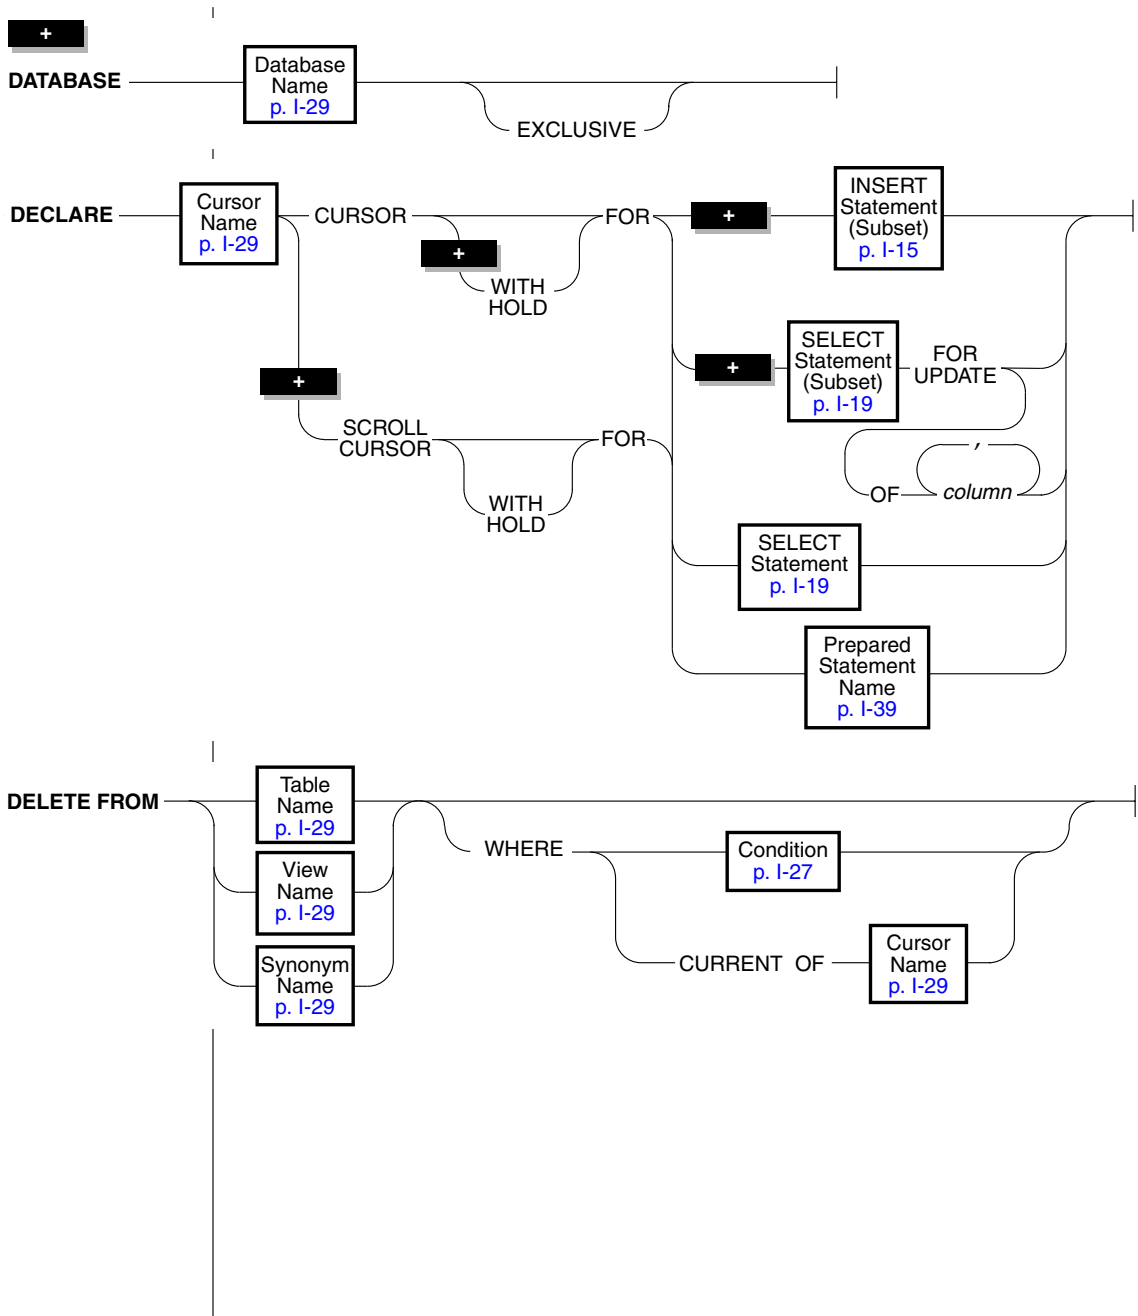 +
DATABASE
Database
Name
p. I-29
EXCLUSIVE
DECLARE
Cursor
Name
p. I-29
CURSOR
+
WITH
HOLD
FOR
+
INSERT
Statement
(Subset)
p. I-15
+
SELECT
Statement
(Subset)
p. I-19
FOR
UPDATE
,
OF
column
+
SCROLL
CURSOR
WITH
HOLD
FOR
SELECT
Statement
p. I-19
Prepared
Statement
Name
p. I-39
DELETE FROM
Table
Name
p. I-29
View
Name
p. I-29
Synonym
Name
p. I-29
WHERE
Condition
p. I-27
CURRENT OF
Cursor
Name
p. I-29